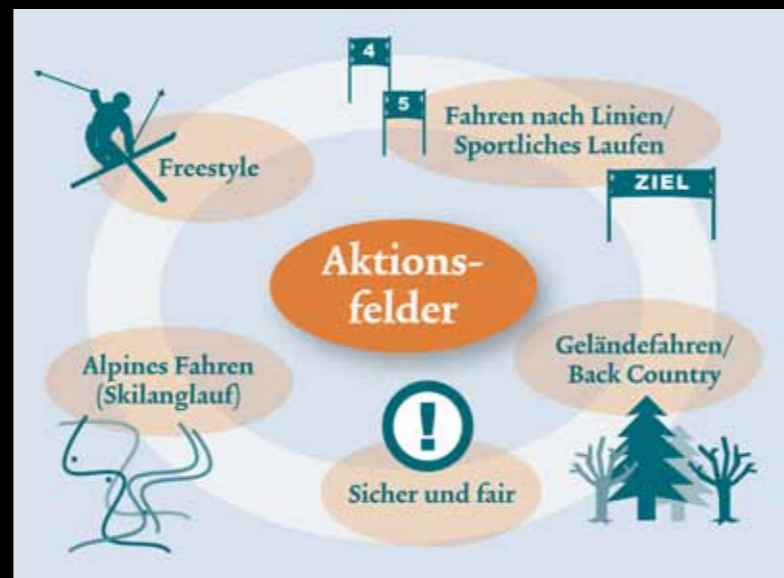 4
5
Fahren nach Linien/
Sportliches Laufen
Freestyle
ZIEL
Aktions-
felder
Geländefahren/
Back Country
Alpines Fahren
(Skilanglauf)
!
Sicher und fair